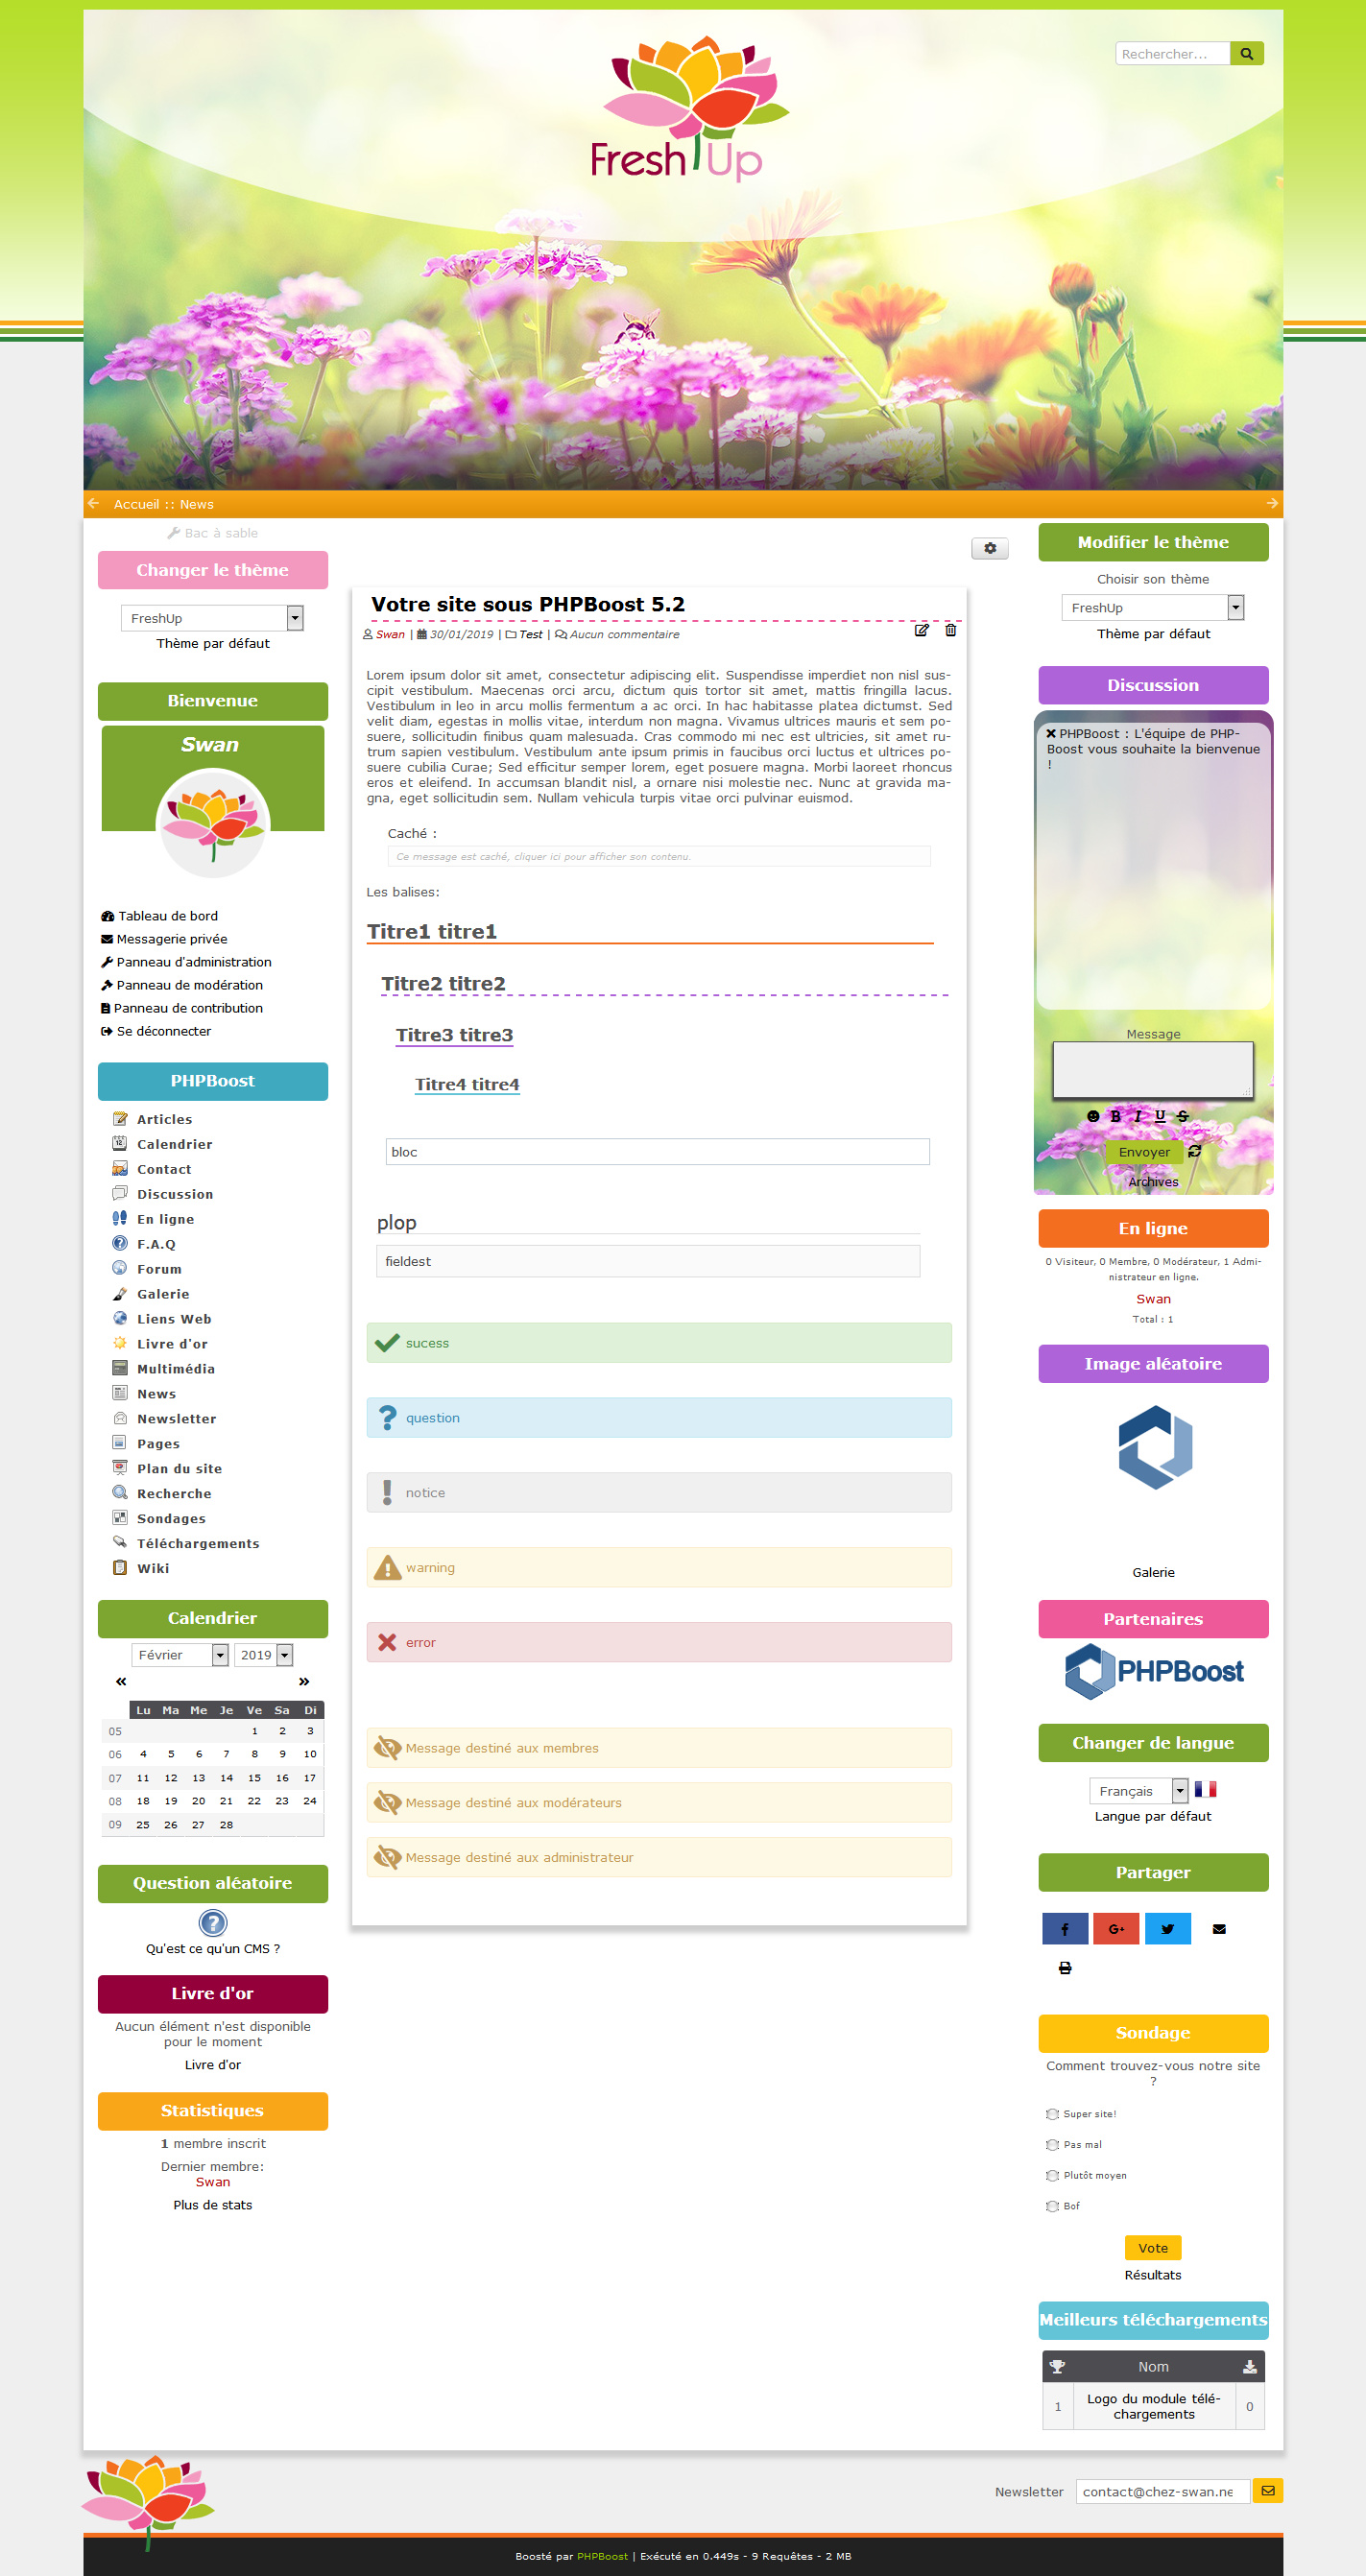 Rechercher...
Fresh Up
Accueil :: News
Bac à sable
Changer le thème
FreshUp
Thème par défaut
Bienvenue
Swan
Tableau de bord
Messagerie privée
Panneau d'administration
Panneau de modération
Panneau de contribution
Se déconnecter
PHPBoost
Articles
Calendrier
Contact
Discussion
En ligne
F.A.Q
Forum
Galerie
Liens Web
Livre d'or
Multimédia
News
Newsletter
Pages
Plan du site
Recherche
Sondages
Téléchargements
Wiki
Calendrier
Février 2019
« »
Lu Ma Me Je Ve Sa Di
05 1 2 3
06 4 5 6 7 8 9 10
07 11 12 13 14 15 16 17
08 18 19 20 21 22 23 24
09 25 26 27 28
Question aléatoire
?
Qu'est ce qu'un CMS ?
Livre d'or
Aucun élément n'est disponible
pour le moment
Livre d'or
Statistiques
1 membre inscrit
Dernier membre:
Swan
Plus de stats
Votre site sous PHPBoost 5.2
Swan | 30/01/2019 | Test | Aucun commentaire
Lorem ipsum dolor sit amet, consectetur adipiscing elit. Suspendisse imperdiet non nisl sus-
cipit vestibulum. Maecenas orci arcu, dictum quis tortor sit amet, mattis fringilla lacus.
Vestibulum in leo in arcu mollis fermentum a ac orci. In hac habitasse platea dictumst. Sed
velit diam, egestas in mollis vitae, interdum non magna. Vivamus ultrices mauris et sem po-
suere, sollicitudin finibus quam malesuada. Cras commodo mi nec est ultricies, sit amet ru-
trum sapien vestibulum. Vestibulum ante ipsum primis in faucibus orci luctus et ultrices po-
suere cubilia Curae; Sed efficitur semper lorem, eget posuere magna. Morbi laoreet rhoncus
eros et eleifend. In accumsan blandit nisl, a ornare nisi molestie nec. Nunc at gravida ma-
gna, eget sollicitudin sem. Nullam vehicula turpis vitae orci pulvinar euismod.
Caché :
Ce message est caché, cliquer ici pour afficher son contenu.
Les balises:
Titre1 titre1
Titre2 titre2
Titre3 titre3
Titre4 titre4
bloc
plop
fieldest
sucess
question
notice
warning
error
Message destiné aux membres
Message destiné aux modérateurs
Message destiné aux administrateur
Modifier le thème
Choisir son thème
FreshUp
Thème par défaut
Discussion
PHPBoost : L'équipe de PHP-
Boost vous souhaite la bienvenue
!
Message
B I U S
Envoyer
Archives
En ligne
0 Visiteur, 0 Membre, 0 Modérateur, 1 Admi-
nistrateur en ligne.
Swan
Total : 1
Image aléatoire
Galerie
Partenaires
PHPBoost
Changer de langue
Français
Langue par défaut
Partager
Sondage
Comment trouvez-vous notre site
?
Super site!
Pas mal
Plutôt moyen
Bof
Vote
Résultats
Meilleurs téléchargements
Nom
1 Logo du module télé- 0
chargements
Newsletter contact@chez-swan.ne
Boosté par PHPBoost | Exécuté en 0.449s - 9 Requêtes - 2 MB